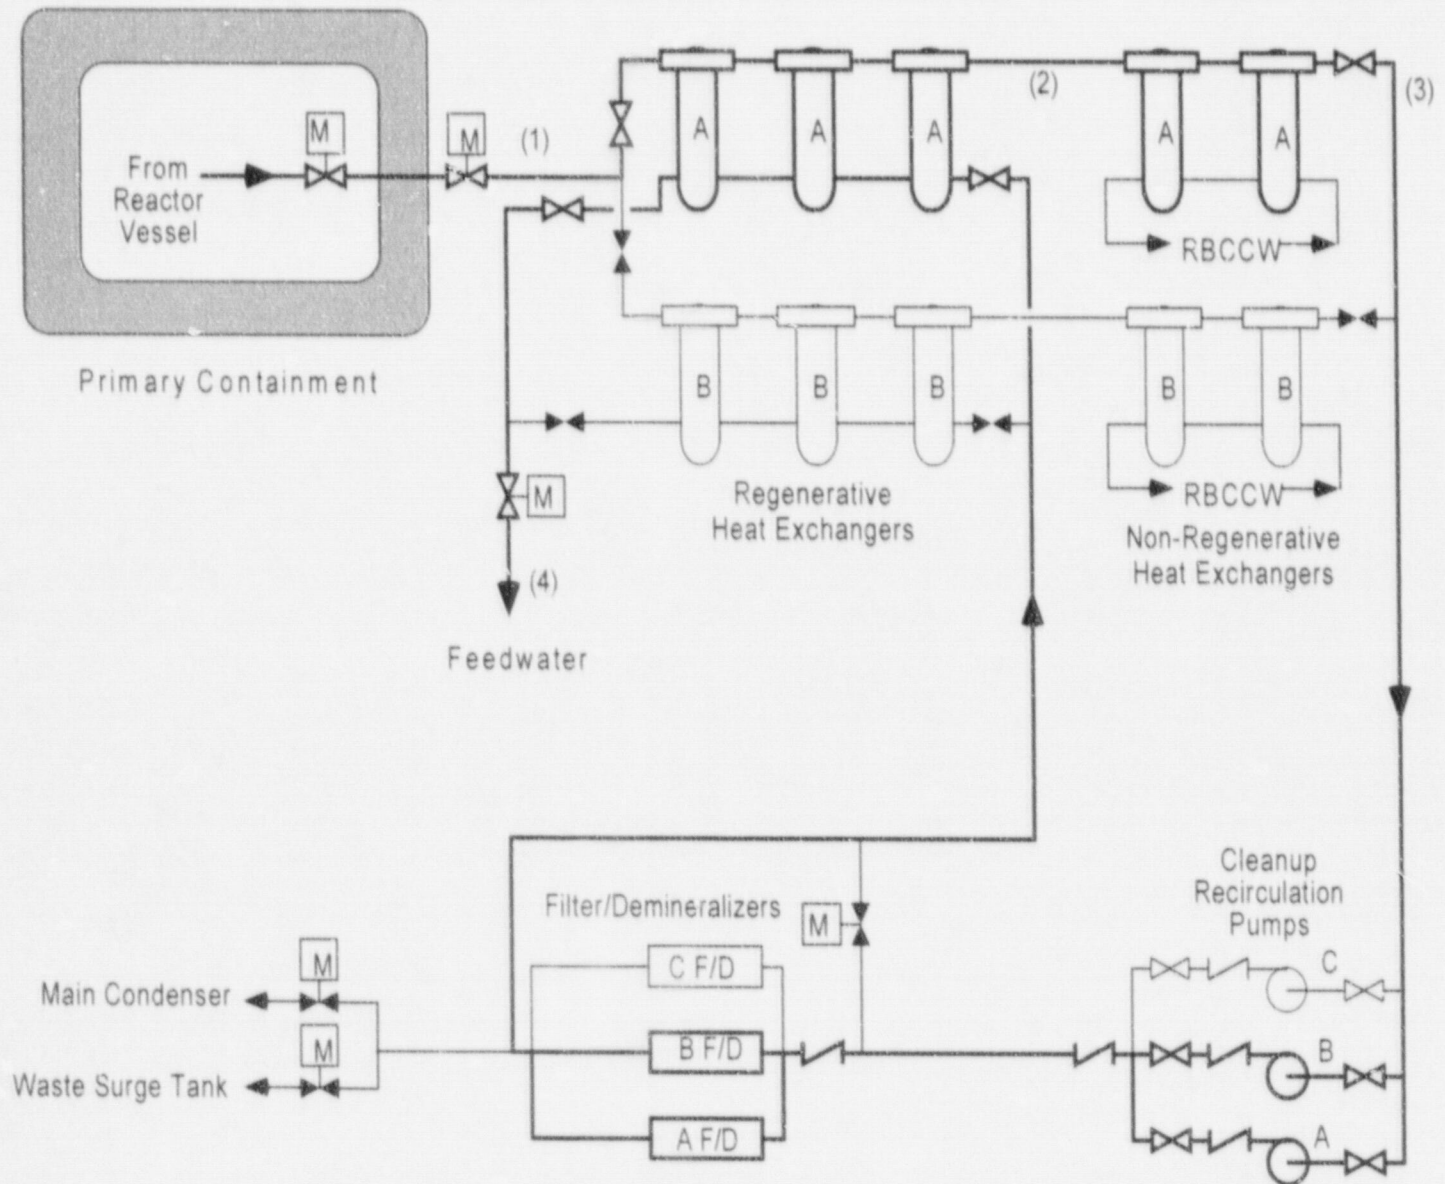 M
M
(1)
From
Reactor
Vessel
Primary Containment
A
A
A
(2)
A
A
(3)
RBCCW
B
B
B
B
B
RBCCW
M
(4)
Feedwater
Regenerative
Heat Exchangers
Non-Regenerative
Heat Exchangers
Cleanup
Recirculation
Pumps
Filter/Demineralizers
M
C F/D
B F/D
A F/D
C
B
A
M
Main Condenser
M
Waste Surge Tank